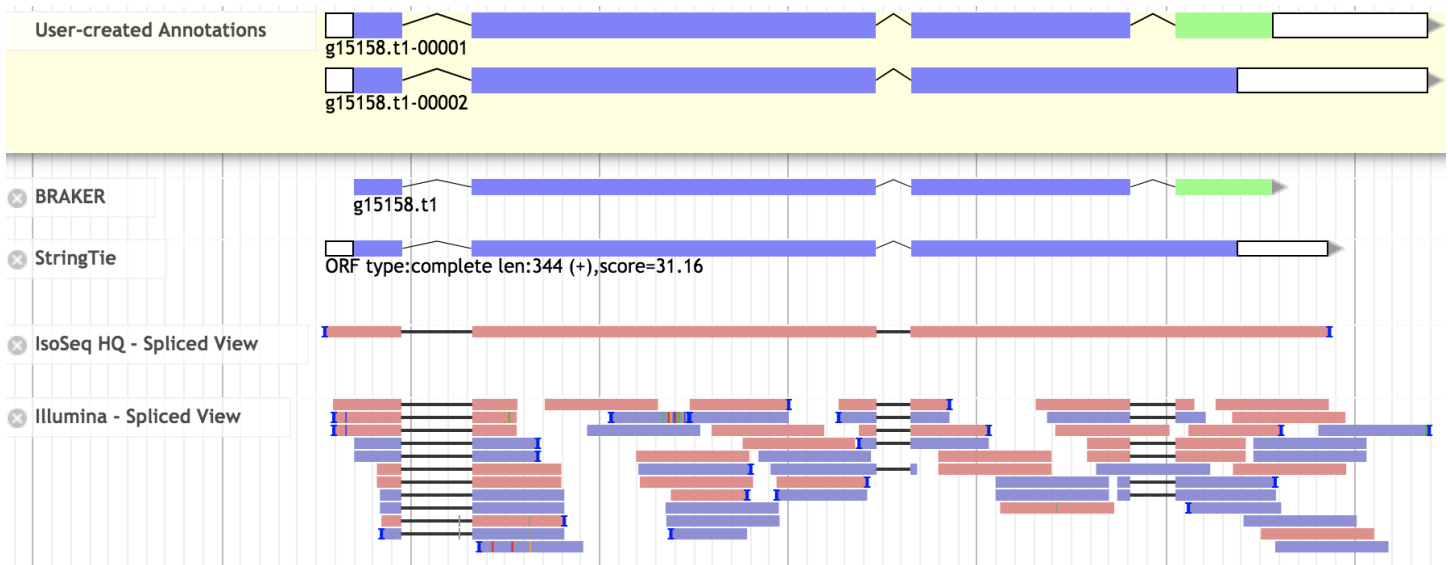 User-created Annotations
g15158.t1-00001
g15158.t1-00002
BRAKER
g15158.t1
StringTie
ORF type:complete len:344 (+),score=31.16
IsoSeq HQ - Spliced View
Illumina - Spliced View